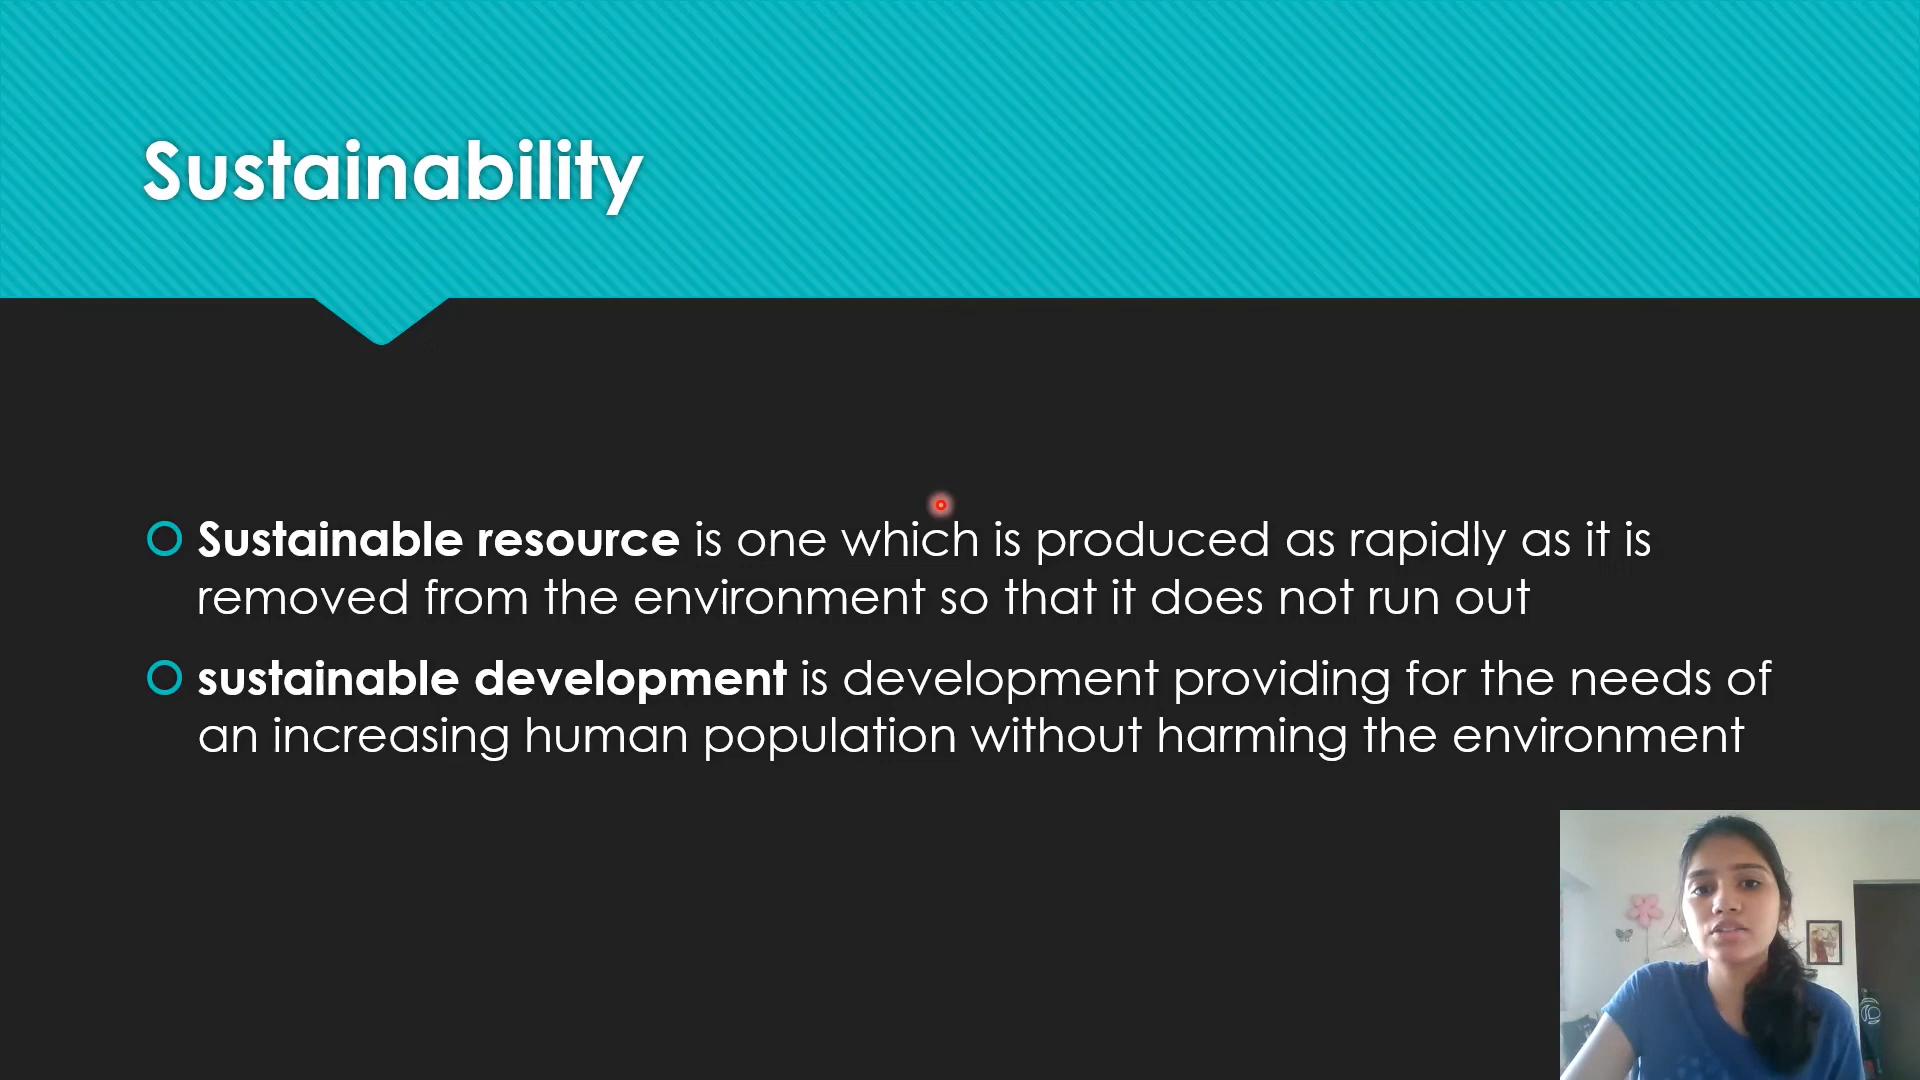 Sustainability
Sustainable resource is one which is produced as rapidly as it is
removed from the environment so that it does not run out
sustainable development is development providing for the needs of
an increasing human population without harming the environment